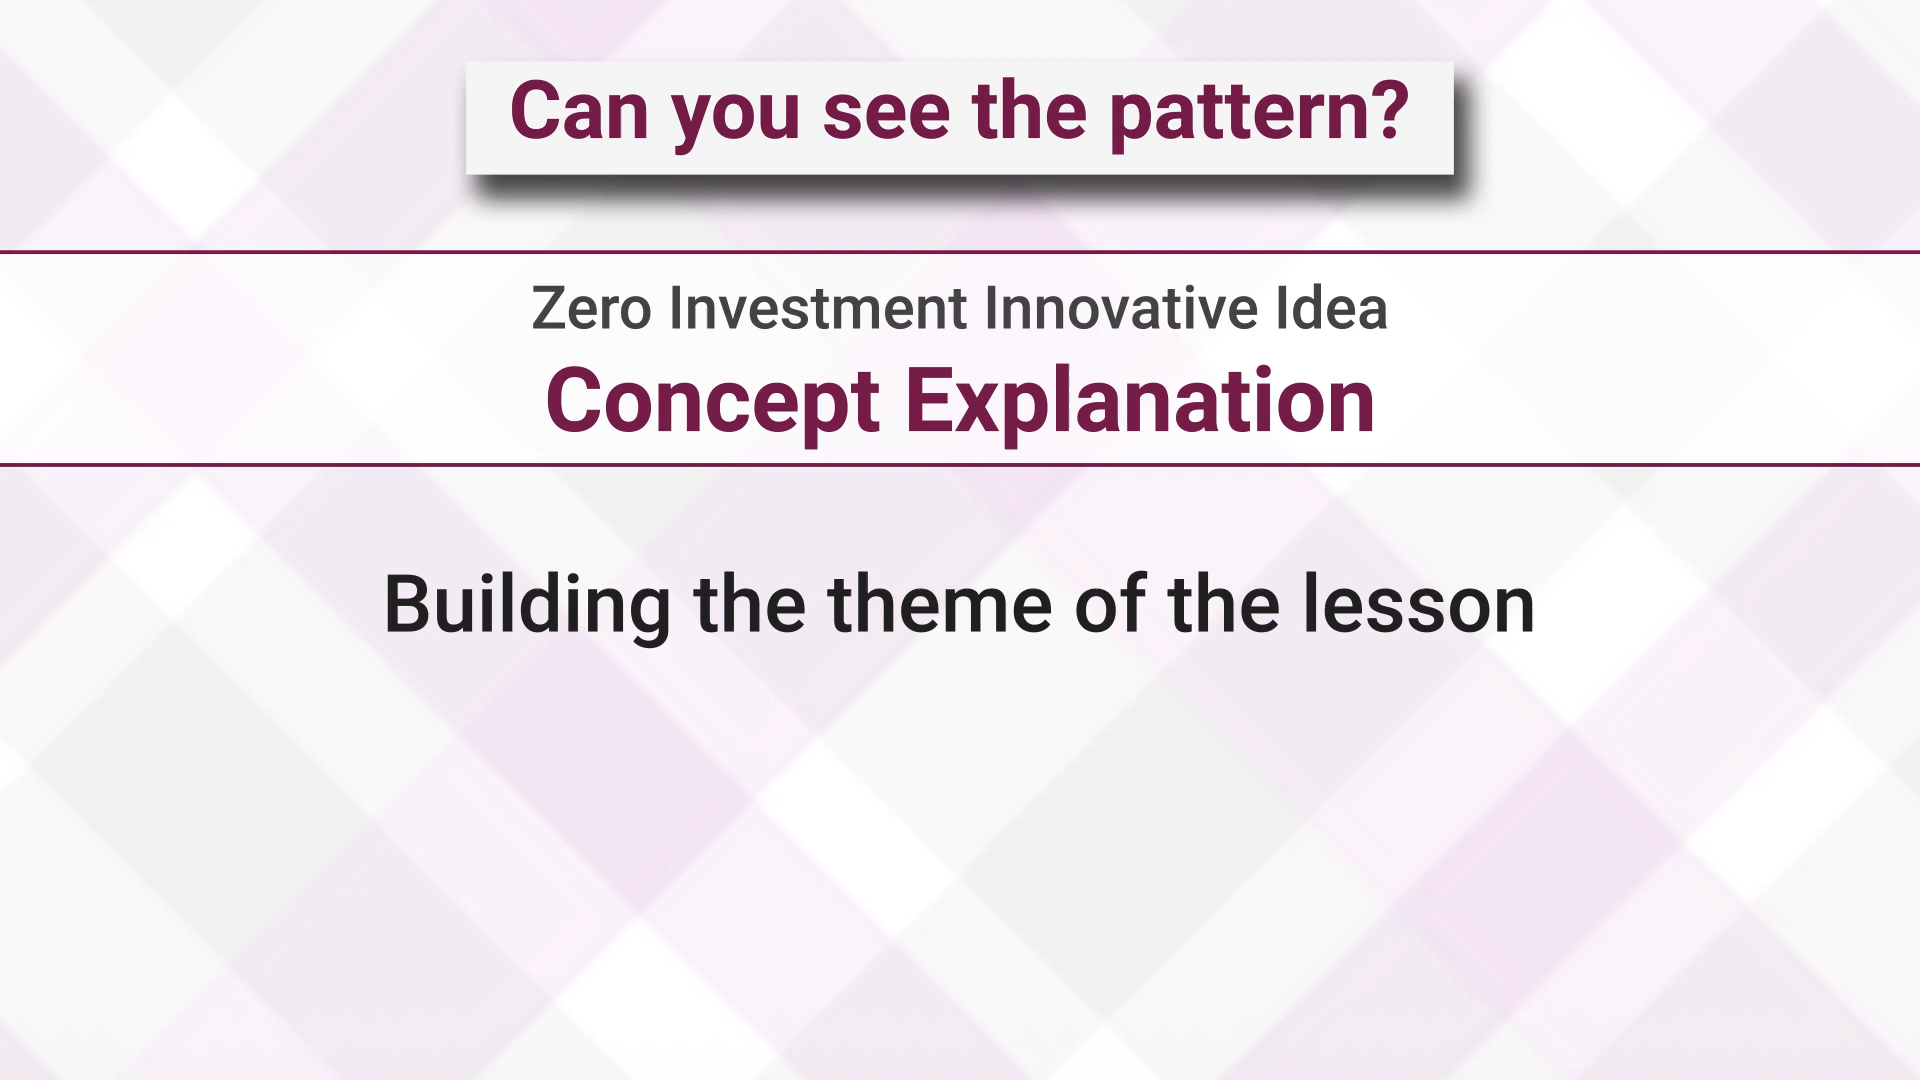 Can you see the pattern?
Zero Investment Innovative Idea
Concept Explanation
Building the theme of the lesson